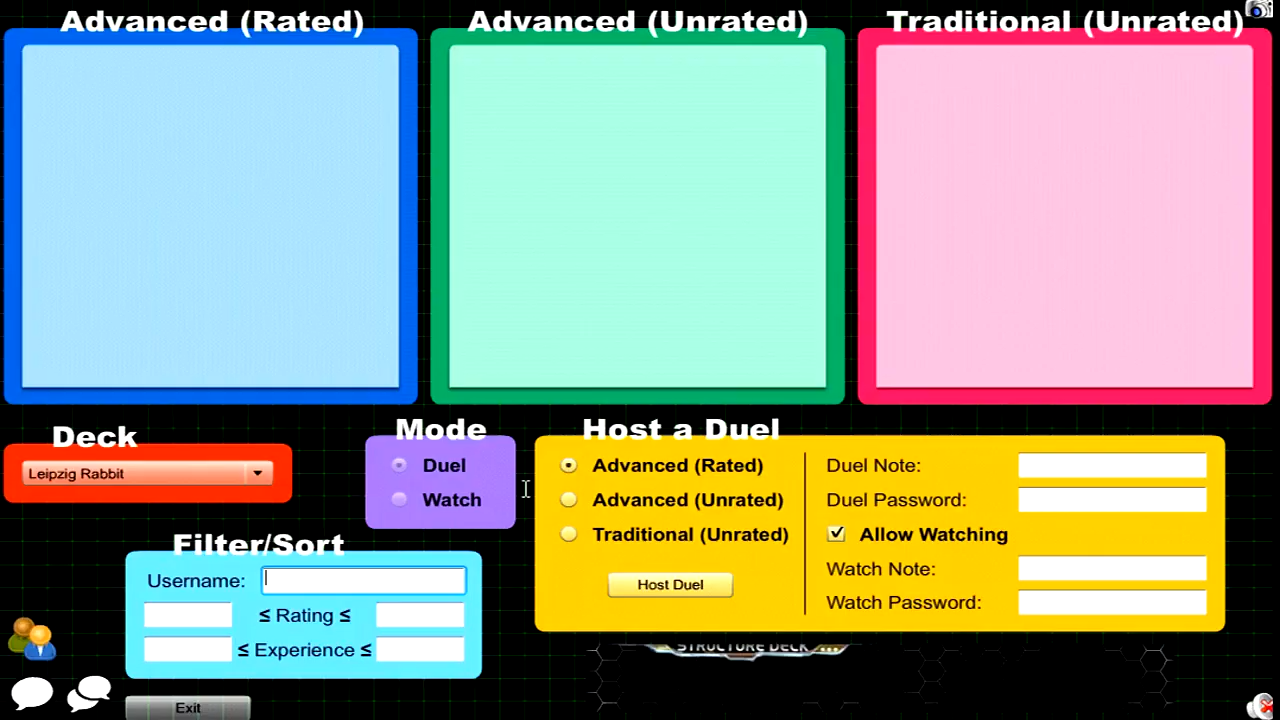 Advanced (Rated)
Advanced (Unrated)
Traditional (Unrated)
Deck
Leipzig Rabbit
Mode
Duel
Watch
Host a Duel
Advanced (Rated)
Advanced (Unrated)
Traditional (Unrated)
Host Duel
Duel Note:
Duel Password:
Allow Watching
Watch Note:
Watch Password:
Filter/Sort
Username:
≤ Rating ≤
≤ Experience ≤
Exit
STRUCTURE DECK